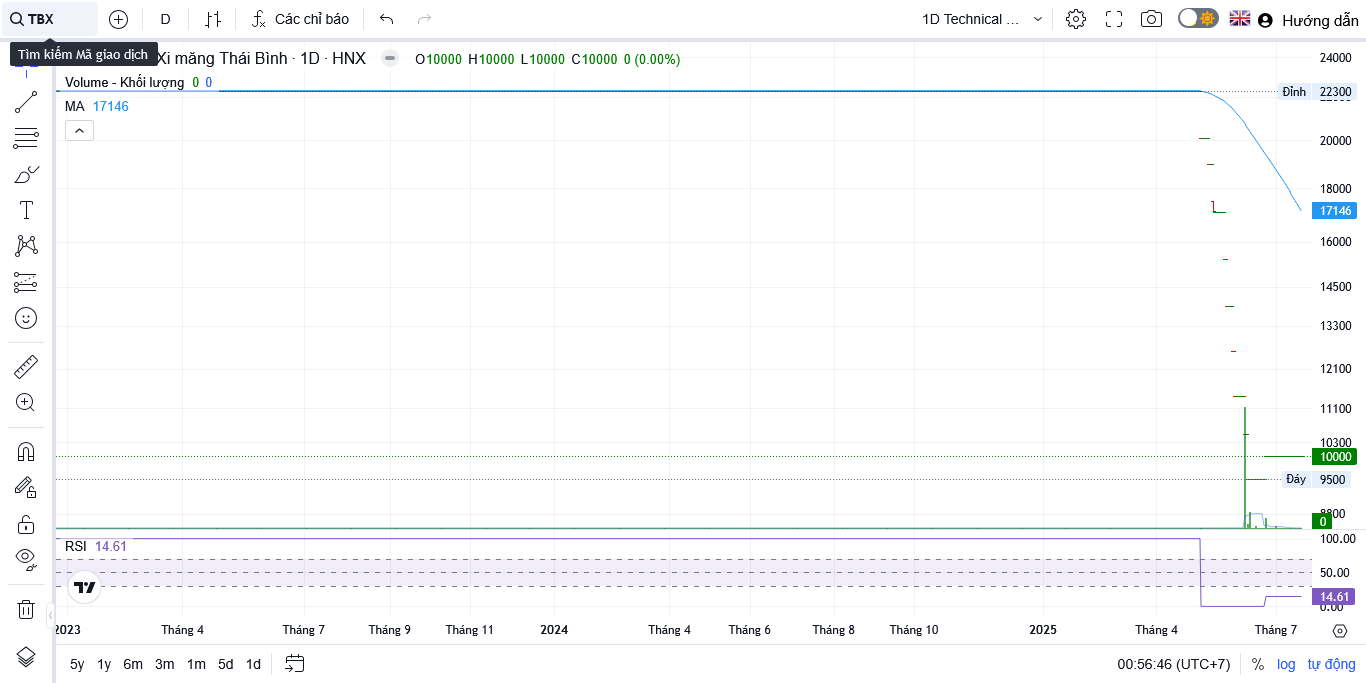 TBX D Các chỉ báo 1D Technical ... Hướng dẫn
Tìm kiếm Mã giao dịch
Xi măng Thái Bình · 1D · HNX O10000 H10000 L10000 C10000 0 (0.00%)
Volume - Khối lượng 0 0
MA 17146
24000
Đỉnh 22300
20000
18000
17146
16000
14500
13300
12100
11100
10300
10000
Đáy 9500
8800
0
RSI 14.61
100.00
50.00
14.61
0.00
2023 Tháng 4 Tháng 7 Tháng 9 Tháng 11 2024 Tháng 4 Tháng 6 Tháng 8 Tháng 10 2025 Tháng 4 Tháng 7
5y 1y 6m 3m 1m 5d 1d 00:56:46 (UTC+7) % log tự động